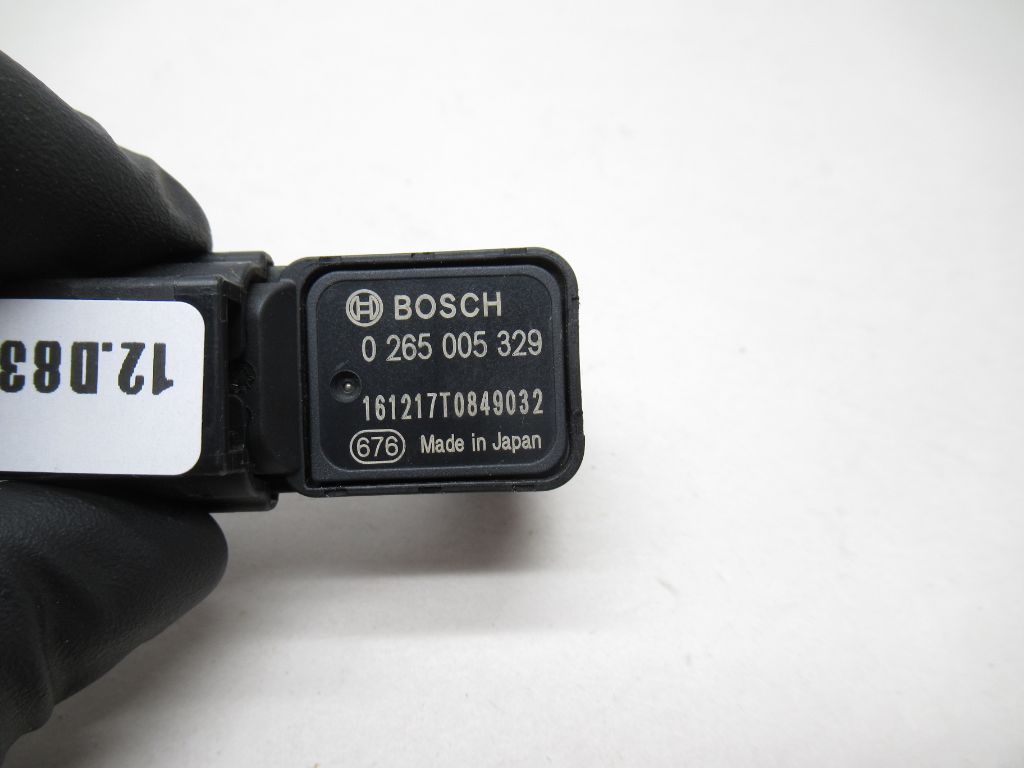 BOSCH
0 265 005 329
161217T0849032
676 Made in Japan
12.D83